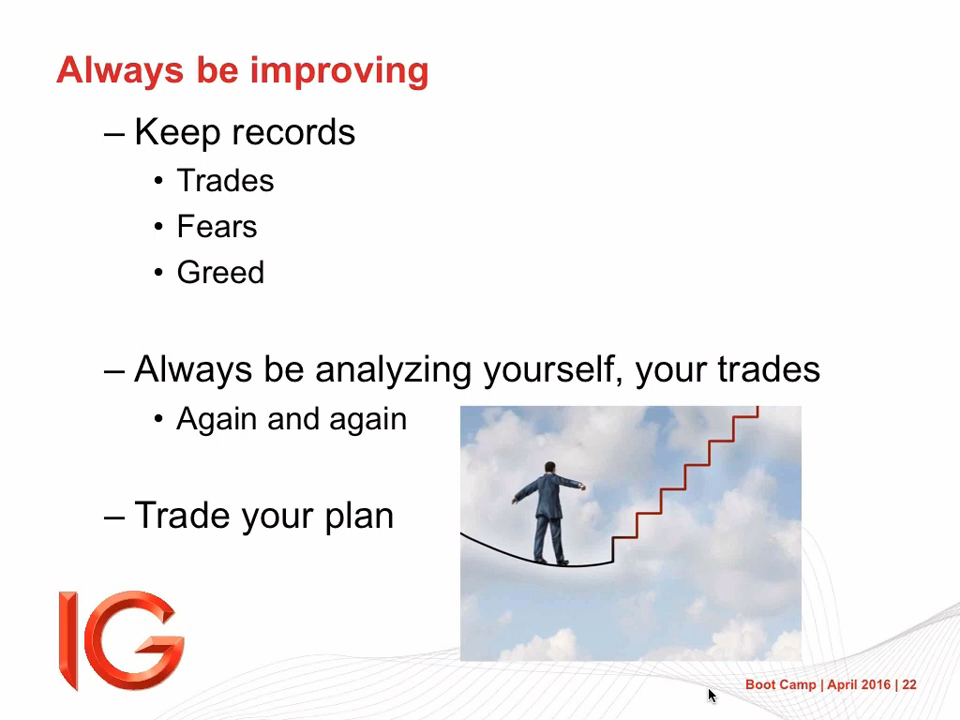 Always be improving
– Keep records
• Trades
• Fears
• Greed
– Always be analyzing yourself, your trades
• Again and again
– Trade your plan
IG
Boot Camp | April 2016 | 22